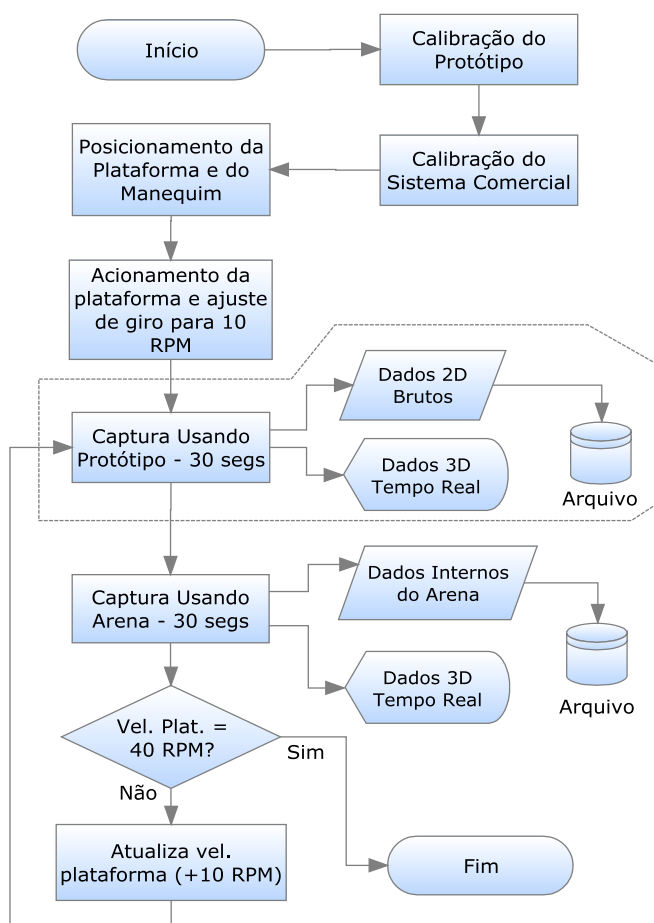 Início
Calibração do
Protótipo
Posicionamento da
Plataforma e do
Manequim
Calibração do
Sistema Comercial
Acionamento da
plataforma e ajuste
de giro para 10
RPM
Dados 2D
Brutos
Captura Usando
Protótipo - 30 segs
Dados 3D
Tempo Real
Arquivo
Captura Usando
Arena - 30 segs
Dados Internos
do Arena
Dados 3D
Tempo Real
Arquivo
Vel. Plat. =
40 RPM?
Sim
Não
Atualiza vel.
plataforma (+10 RPM)
Fim